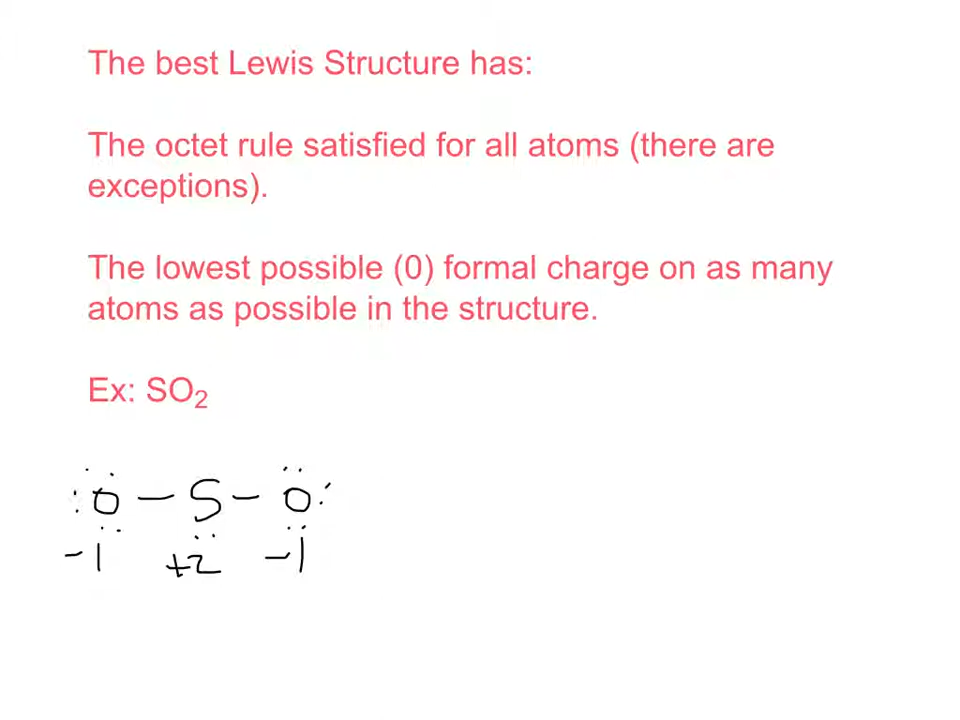 The best Lewis Structure has:
The octet rule satisfied for all atoms (there are
exceptions).
The lowest possible (0) formal charge on as many
atoms as possible in the structure.
Ex: SO₂
:O – S – O:
-1 +2 -1